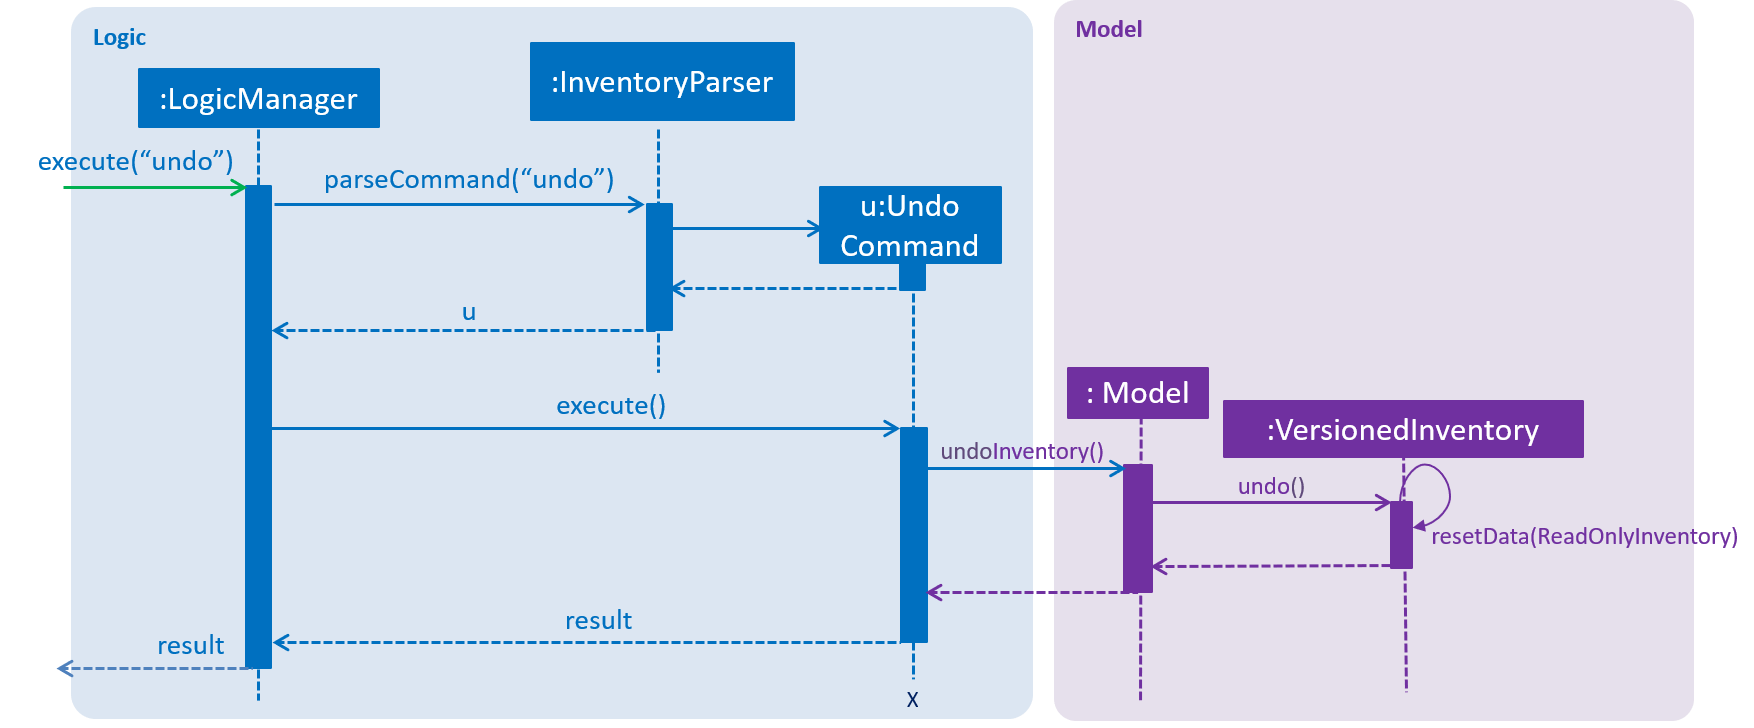 Logic
Model
:LogicManager
:InventoryParser
execute(“undo”)
parseCommand(“undo”)
u:Undo
Command
u
execute()
: Model
:VersionedInventory
undoInventory()
undo()
resetData(ReadOnlyInventory)
result
result
X